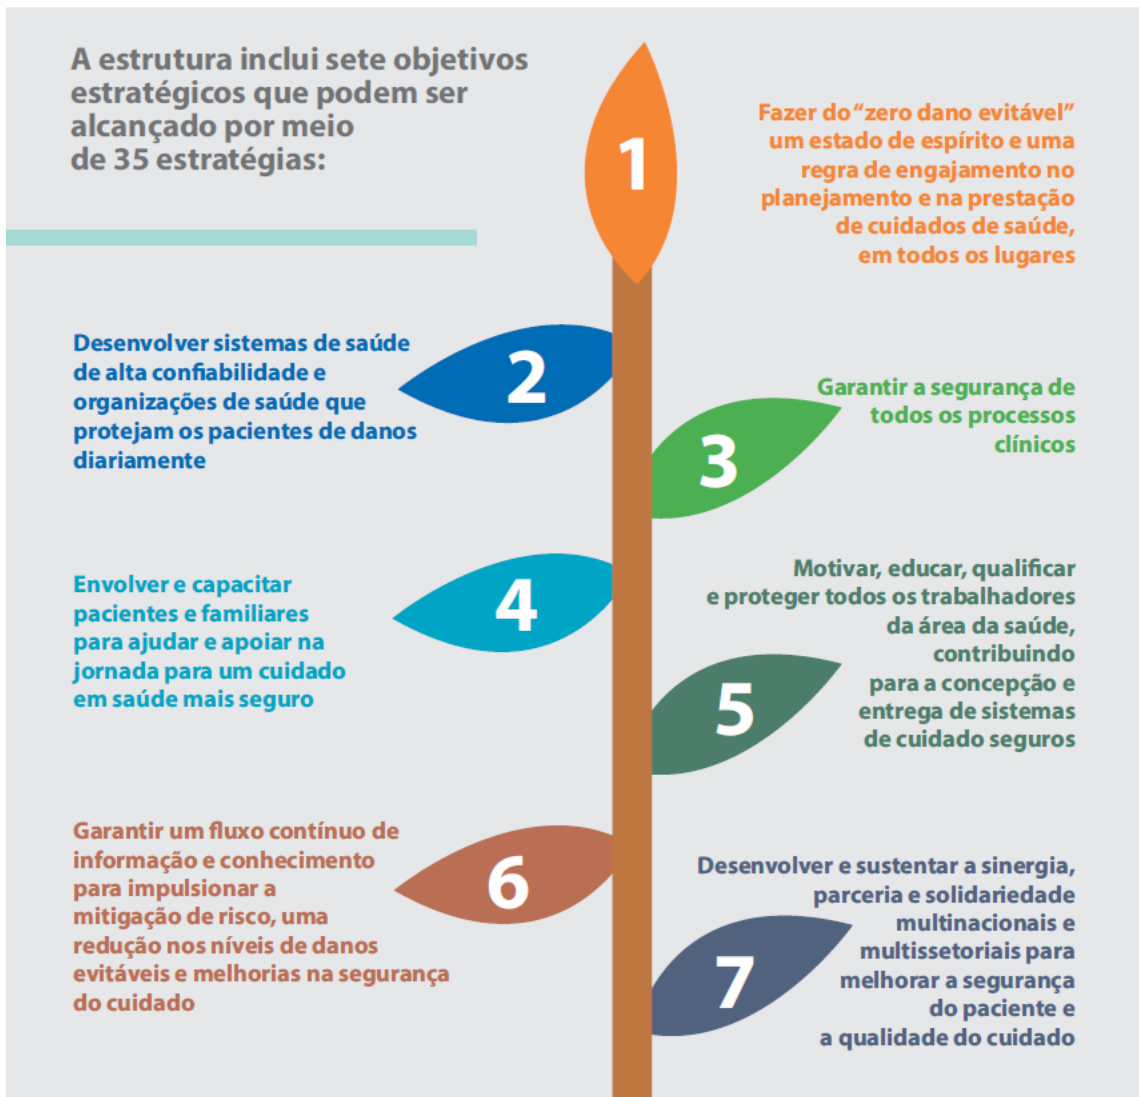 A estrutura inclui sete objetivos
estratégicos que podem ser
alcançado por meio
de 35 estratégias:
1
Fazer do “zero dano evitável”
um estado de espírito e uma
regra de engajamento no
planejamento e na prestação
de cuidados de saúde,
em todos os lugares
Desenvolver sistemas de saúde
de alta confiabilidade e
organizações de saúde que
protejam os pacientes de danos
diariamente
2
3
Garantir a segurança de
todos os processos
clínicos
Envolver e capacitar
pacientes e familiares
para ajudar e apoiar na
jornada para um cuidado
em saúde mais seguro
4
5
Motivar, educar, qualificar
e proteger todos os trabalhadores
da área da saúde,
contribuindo
para a concepção e
entrega de sistemas
de cuidado seguros
Garantir um fluxo contínuo de
informação e conhecimento
para impulsionar a
mitigação de risco, uma
redução nos níveis de danos
evitáveis e melhorias na segurança
do cuidado
6
7
Desenvolver e sustentar a sinergia,
parceria e solidariedade
multinacionais e
multissetoriais para
melhorar a segurança
do paciente e
a qualidade do cuidado